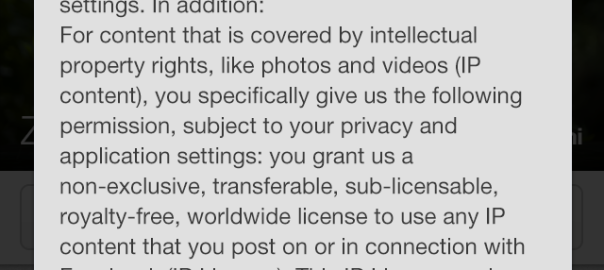 settings. In addition:
For content that is covered by intellectual
property rights, like photos and videos (IP
content), you specifically give us the following
permission, subject to your privacy and
application settings: you grant us a
non-exclusive, transferable, sub-licensable,
royalty-free, worldwide license to use any IP
content that you post on or in connection with